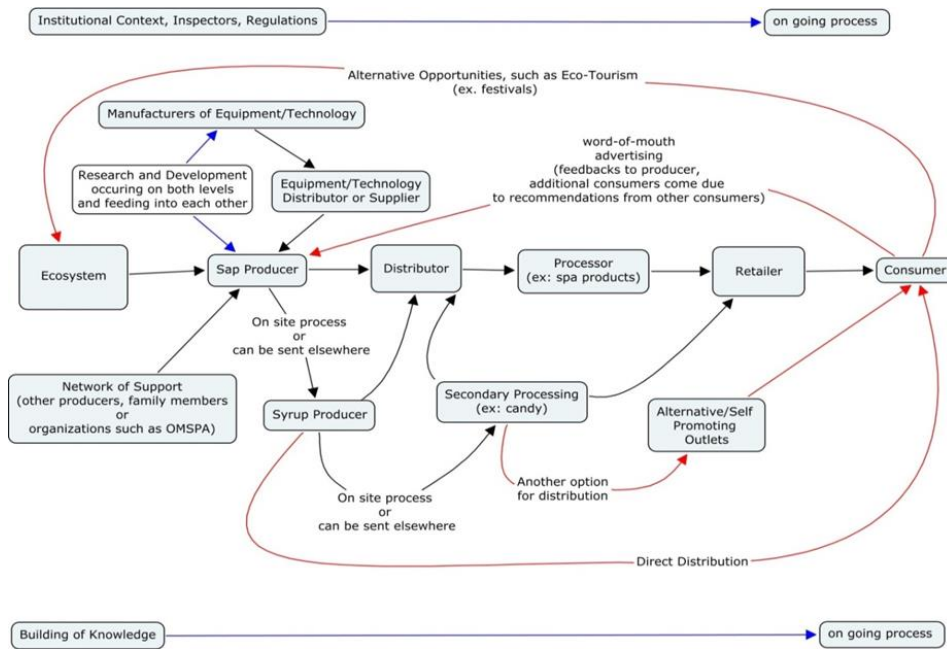 Institutional Context, Inspectors, Regulations
on going process
Alternative Opportunities, such as Eco-Tourism
(ex. festivals)
Manufacturers of Equipment/Technology
word-of-mouth
advertising
(feedbacks to producer,
additional consumers come due
to recommendations from other consumers)
Research and Development
occuring on both levels
and feeding into each other
Equipment/Technology
Distributor or Supplier
Ecosystem
Sap Producer
Distributor
Processor
(ex: spa products)
Retailer
Consumer
On site process
or
can be sent elsewhere
Network of Support
(other producers, family members
or
organizations such as OMSPA)
Syrup Producer
Secondary Processing
(ex: candy)
Alternative/Self
Promoting
Outlets
On site process
or
can be sent elsewhere
Another option
for distribution
Direct Distribution
Building of Knowledge
on going process